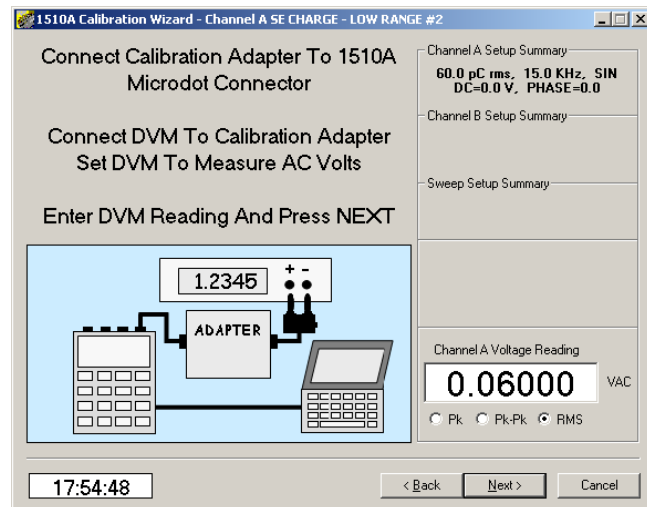 1510A Calibration Wizard - Channel A SE CHARGE - LOW RANGE #2
Connect Calibration Adapter To 1510A
Microdot Connector
Connect DVM To Calibration Adapter
Set DVM To Measure AC Volts
Enter DVM Reading And Press NEXT
1.2345
+ -
ADAPTER
Channel A Setup Summary
60.0 pC rms, 15.0 KHz, SIN
DC=0.0 V, PHASE=0.0
Channel B Setup Summary
Sweep Setup Summary
Channel A Voltage Reading
0.06000 VAC
Pk Pk-Pk RMS
17:54:48
< Back Next > Cancel